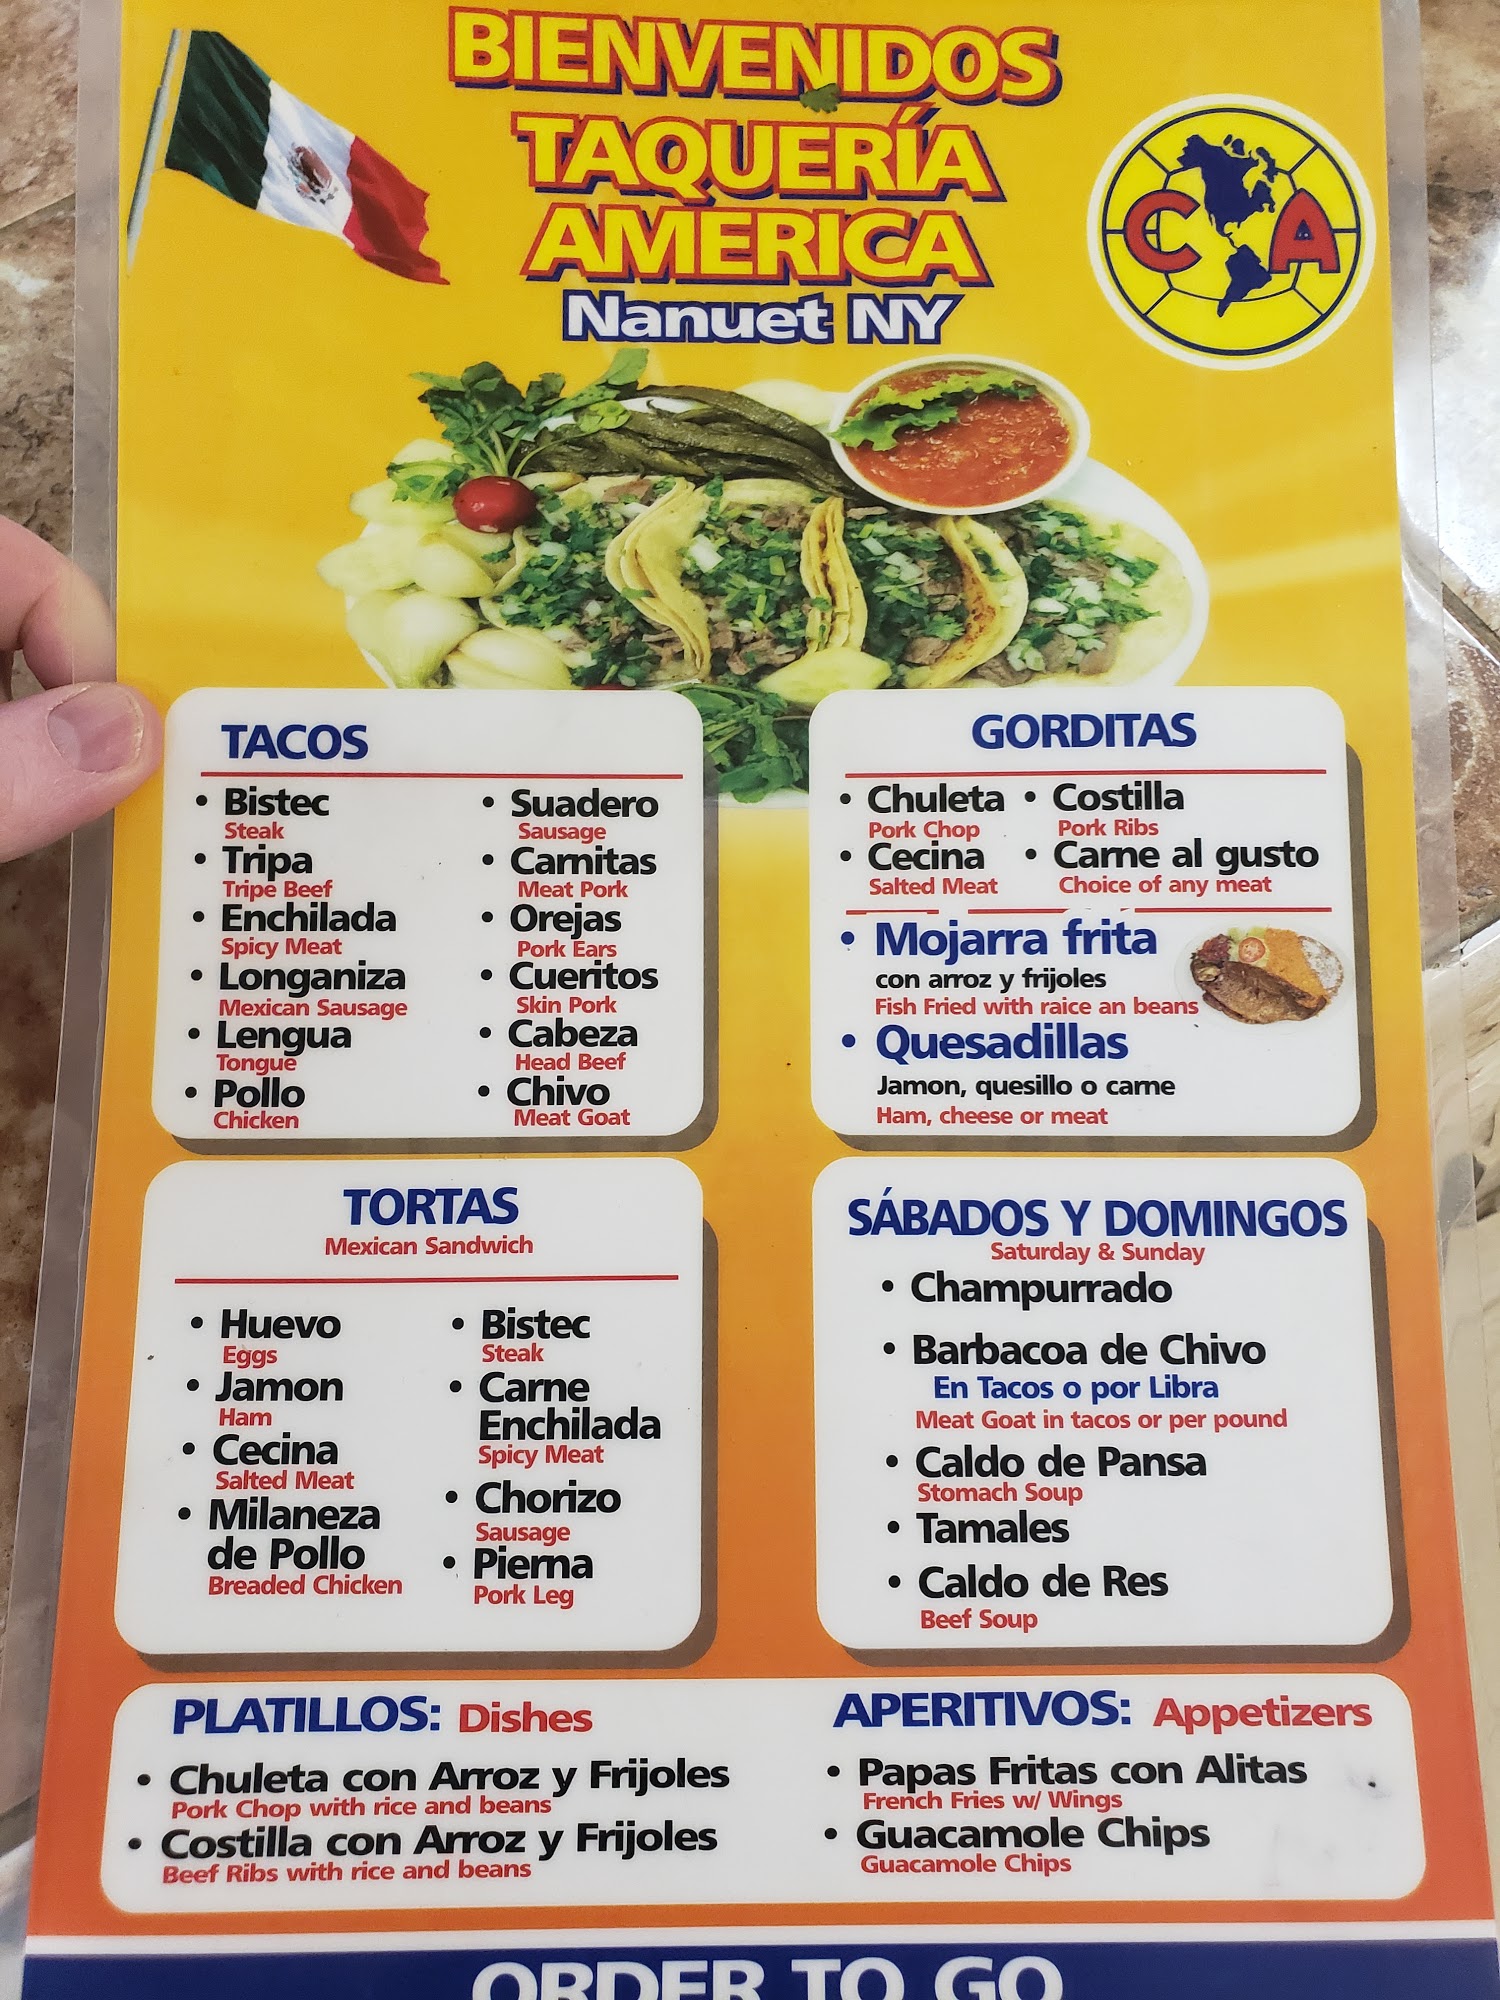 BIENVENIDOS
TAQUERÍA
AMERICA
Nanuet NY
C A
TACOS
• Bistec
Steak
• Tripa
Tripe Beef
• Enchilada
Spicy Meat
• Longaniza
Mexican Sausage
• Lengua
Tongue
• Pollo
Chicken
• Suadero
Sausage
• Carnitas
Meat Pork
• Orejas
Pork Ears
• Cueritos
Skin Pork
• Cabeza
Head Beef
• Chivo
Meat Goat
GORDITAS
• Chuleta
Pork Chop
• Cecina
Salted Meat
• Costilla
Pork Ribs
• Carne al gusto
Choice of any meat
• Mojarra frita
con arroz y frijoles
Fish Fried with raice an beans
• Quesadillas
Jamon, quesillo o carne
Ham, cheese or meat
TORTAS
Mexican Sandwich
• Huevo
Eggs
• Jamon
Ham
• Cecina
Salted Meat
• Milaneza
de Pollo
Breaded Chicken
• Bistec
Steak
• Carne
Enchilada
Spicy Meat
• Chorizo
Sausage
• Pierna
Pork Leg
SÁBADOS Y DOMINGOS
Saturday & Sunday
• Champurrado
• Barbacoa de Chivo
En Tacos o por Libra
Meat Goat in tacos or per pound
• Caldo de Pansa
Stomach Soup
• Tamales
• Caldo de Res
Beef Soup
PLATILLOS: Dishes
• Chuleta con Arroz y Frijoles
Pork Chop with rice and beans
• Costilla con Arroz y Frijoles
Beef Ribs with rice and beans
APERITIVOS: Appetizers
• Papas Fritas con Alitas
French Fries w/ Wings
• Guacamole Chips
Guacamole Chips
ORDER TO GO